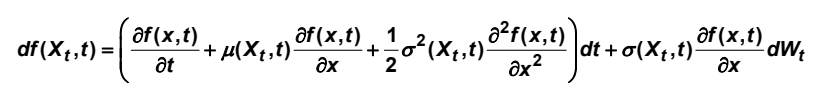 df(X_t,t) = (∂f(x,t)/∂t + μ(X_t,t) ∂f(x,t)/∂x + 1/2 σ²(X_t,t) ∂²f(x,t)/∂x²) dt + σ(X_t,t) ∂f(x,t)/∂x dW_t